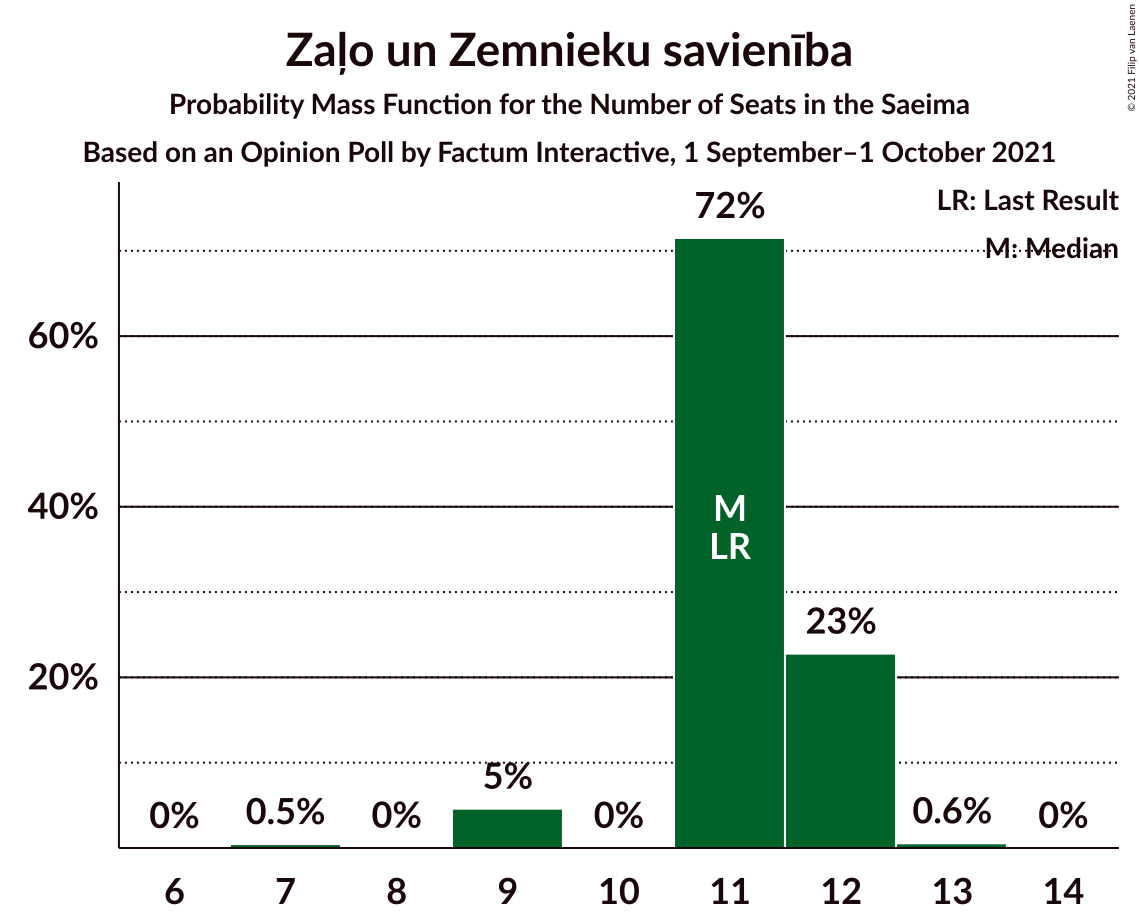 Zaļo un Zemnieku savienība
Probability Mass Function for the Number of Seats in the Saeima
Based on an Opinion Poll by Factum Interactive, 1 September–1 October 2021
© 2021 Filip van Laenen
LR: Last Result
M: Median
72%
60%
40%
M
LR
23%
20%
5%
0%
0.5%
0%
0%
0.6%
0%
6
7
8
9
10
11
12
13
14